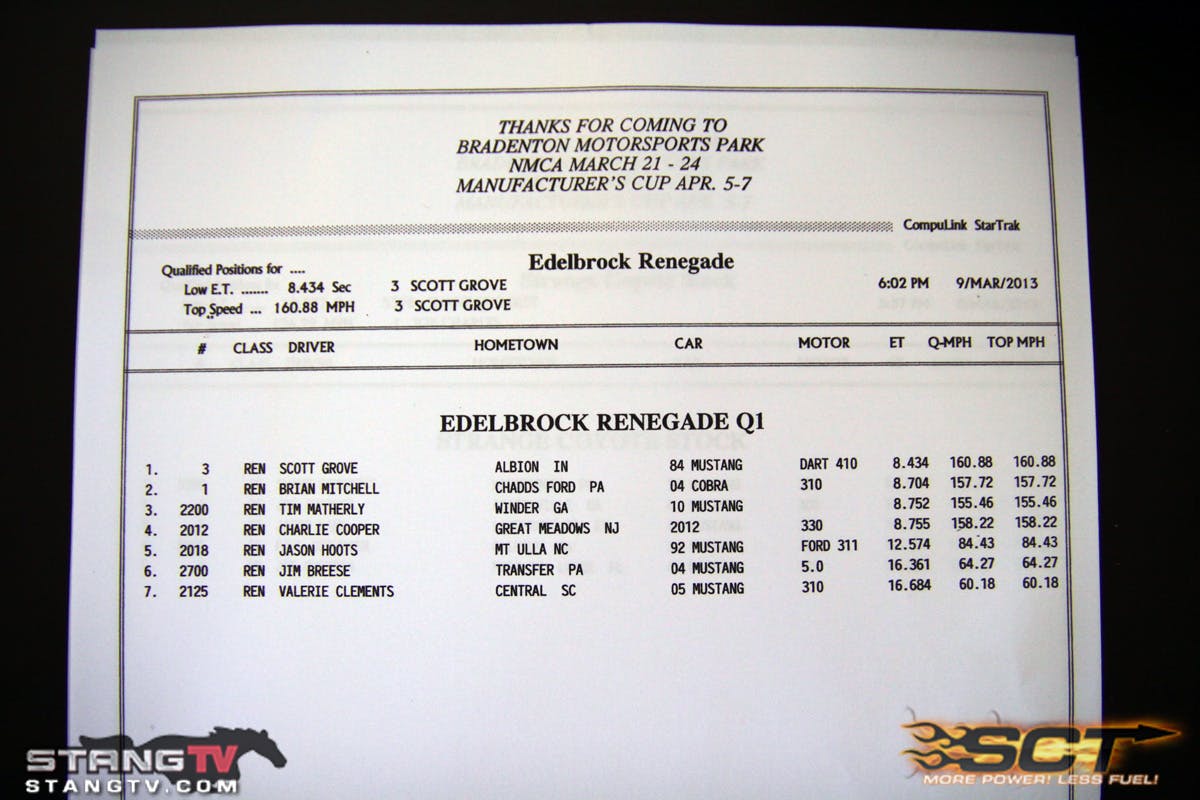 THANKS FOR COMING TO
BRADENTON MOTORSPORTS PARK
NMCA MARCH 21 - 24
MANUFACTURER'S CUP APR. 5-7
CompuLink StarTrak
Qualified Positions for .... Edelbrock Renegade
Low E.T. ....... 8.434 Sec 3 SCOTT GROVE 6:02 PM 9/MAR/2013
Top Speed ... 160.88 MPH 3 SCOTT GROVE
# CLASS DRIVER HOMETOWN CAR MOTOR ET Q-MPH TOP MPH
EDELBROCK RENEGADE Q1
1. 3 REN SCOTT GROVE ALBION IN 84 MUSTANG DART 410 8.434 160.88 160.88
2. 1 REN BRIAN MITCHELL CHADDS FORD PA 04 COBRA 310 8.704 157.72 157.72
3. 2200 REN TIM MATHERLY WINDER GA 10 MUSTANG 8.752 155.46 155.46
4. 2012 REN CHARLIE COOPER GREAT MEADOWS NJ 2012 330 8.755 158.22 158.22
5. 2018 REN JASON HOOTS MT ULLA NC 92 MUSTANG FORD 311 12.574 84.43 84.43
6. 2700 REN JIM BREESE TRANSFER PA 04 MUSTANG 5.0 16.361 64.27 64.27
7. 2125 REN VALERIE CLEMENTS CENTRAL SC 05 MUSTANG 310 16.684 60.18 60.18
STANGTV
STANGTV.COM
SCT
MORE POWER! LESS FUEL!